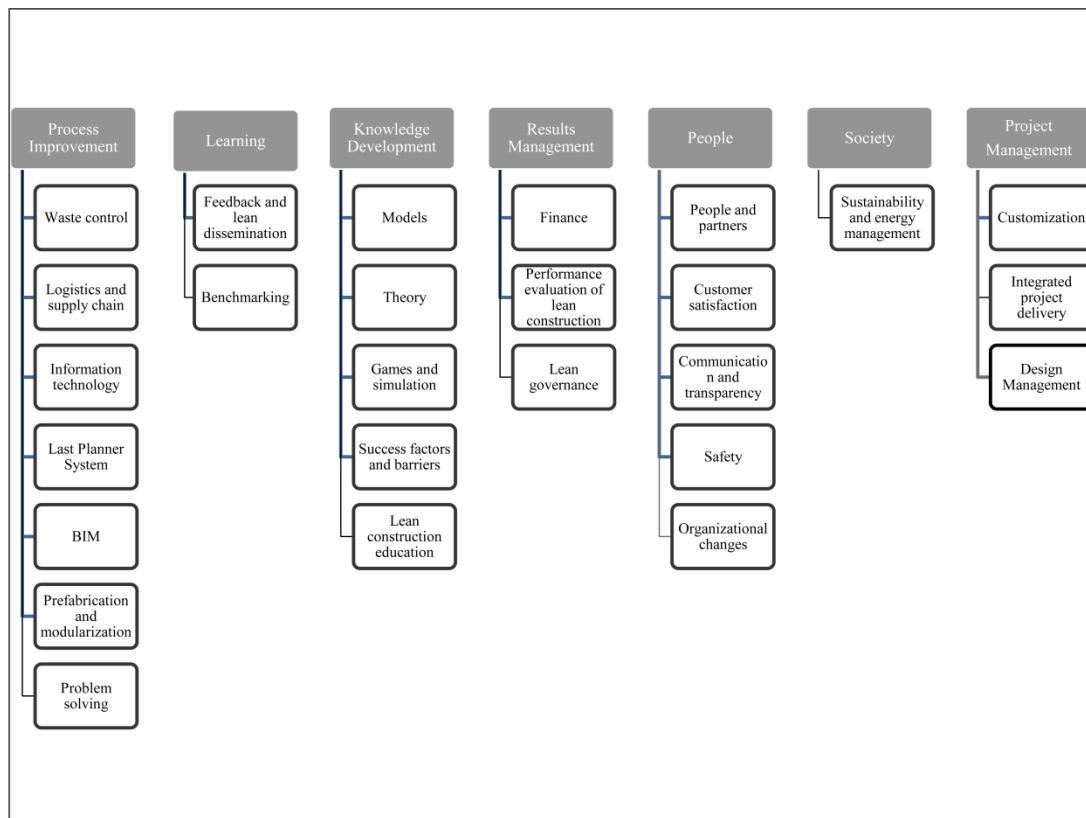 Process
Improvement
Waste control
Logistics and
supply chain
Information
technology
Last Planner
System
BIM
Prefabrication
and
modularization
Problem
solving
Learning
Feedback and
lean
dissemination
Benchmarking
Knowledge
Development
Models
Theory
Games and
simulation
Success factors
and barriers
Lean
construction
education
Results
Management
Finance
Performance
evaluation of
lean
construction
Lean
governance
People
People and
partners
Customer
satisfaction
Communicatio
n and
transparency
Safety
Organizational
changes
Society
Sustainability
and energy
management
Project
Management
Customization
Integrated
project
delivery
Design
Management